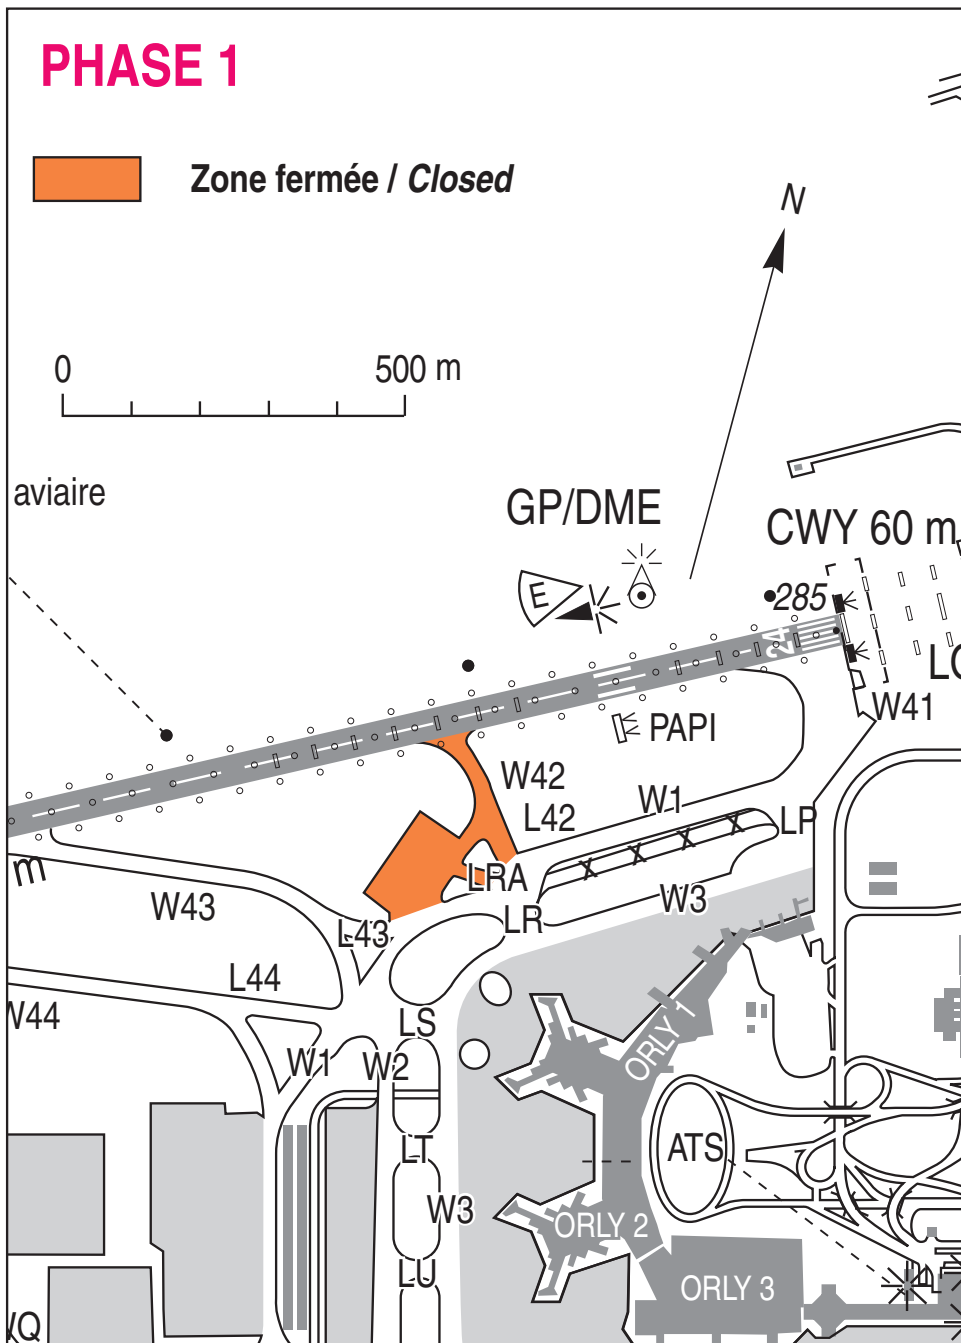 PHASE 1
Zone fermée / Closed
N
0 500 m
aviaire
GP/DME
CWY 60 m
E
285
24
W41
PAPI
W42
W1
L42
LP
m
LRA
W43
W3
LR
L43
L44
W44
LS
ORLY 1
W1
W2
LT
ATS
W3
ORLY 2
LU
ORLY 3